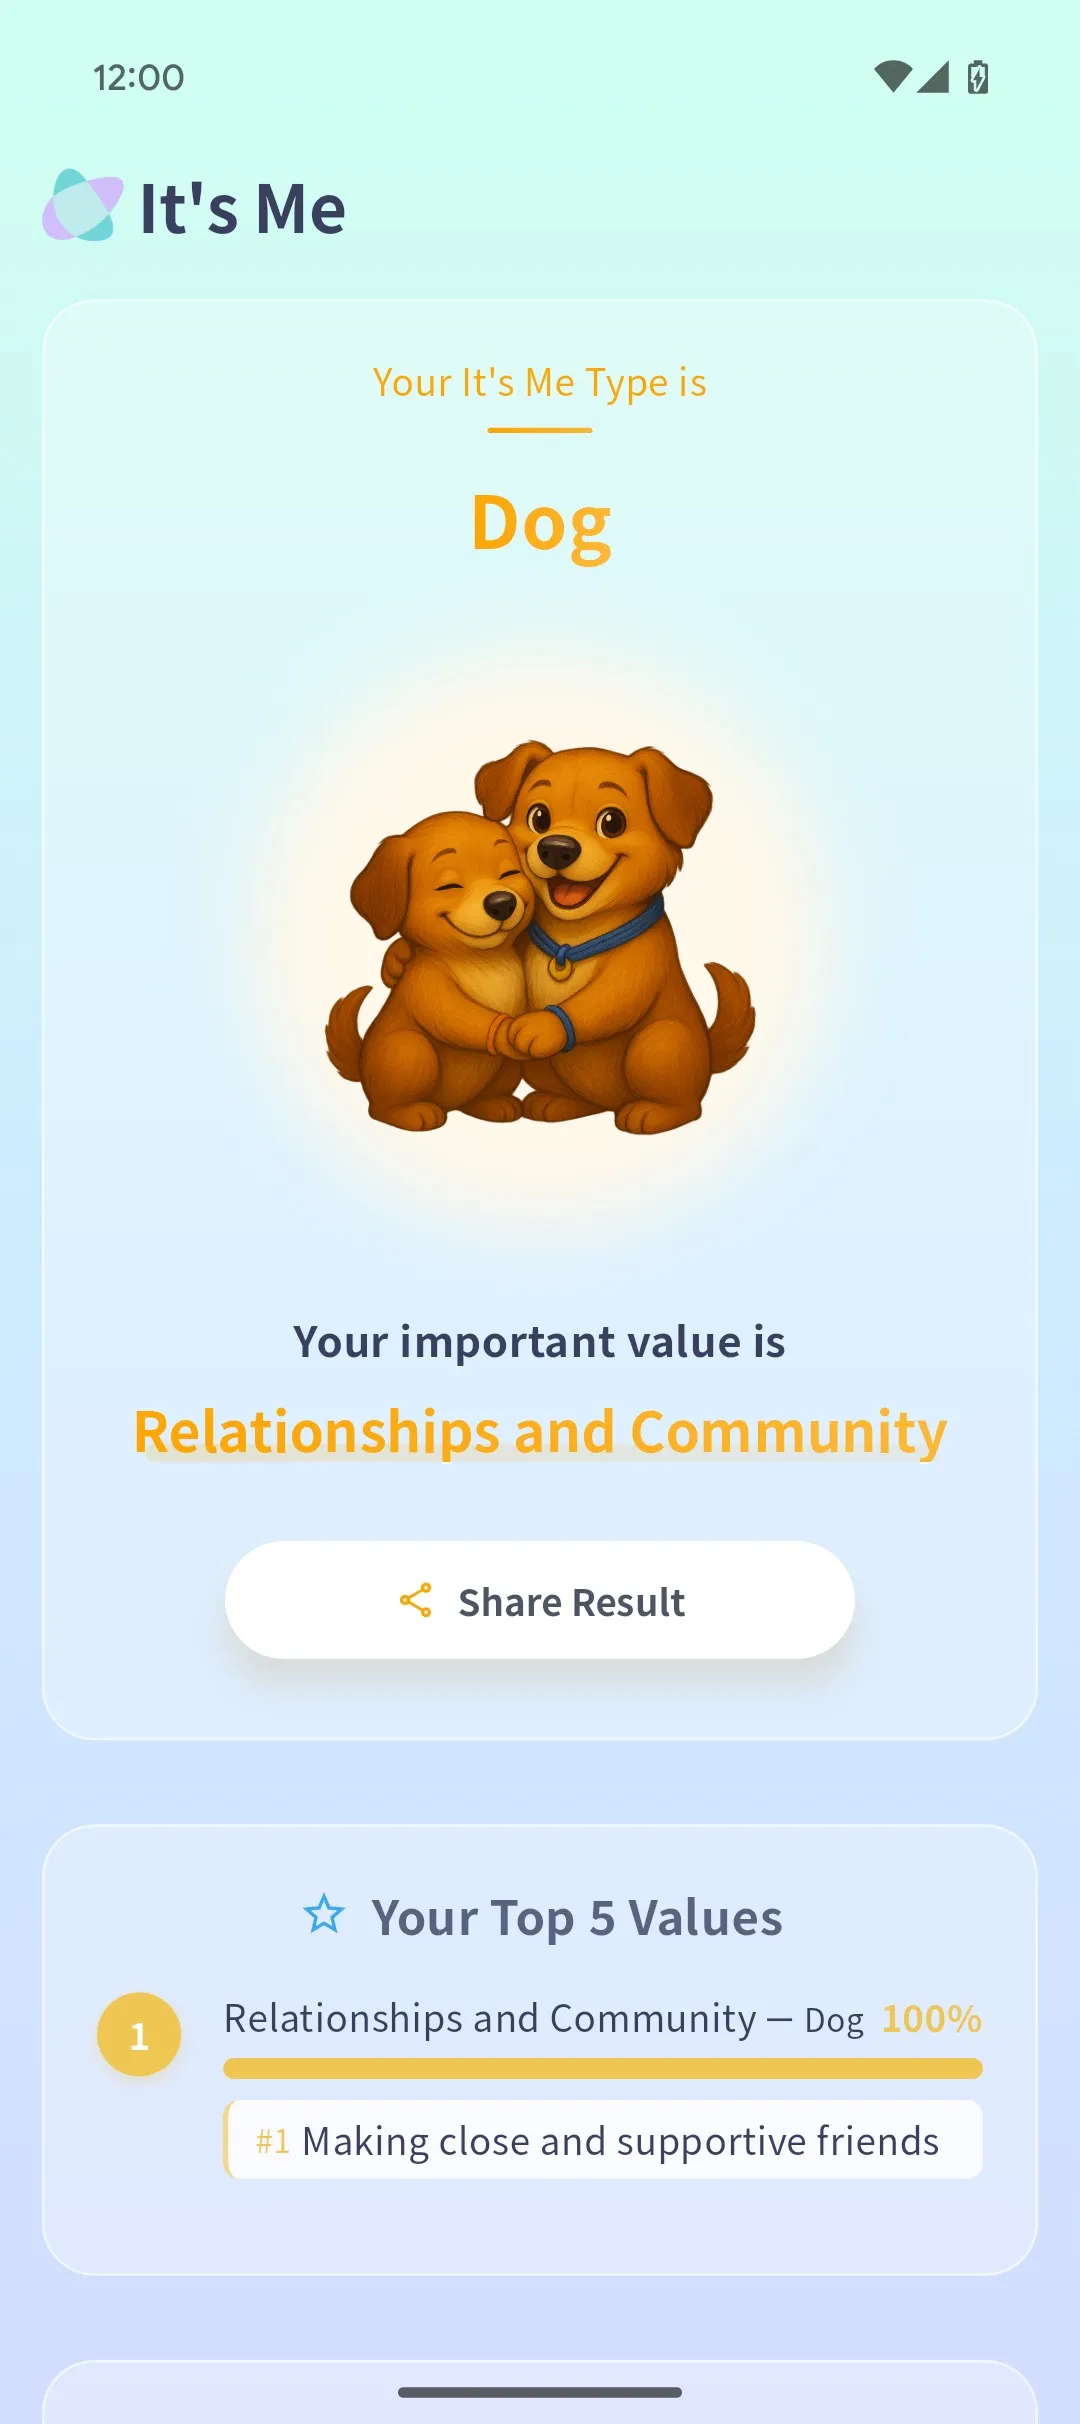 12:00
It's Me
Your It's Me Type is
Dog
Your important value is
Relationships and Community
Share Result
Your Top 5 Values
1
Relationships and Community — Dog 100%
#1 Making close and supportive friends